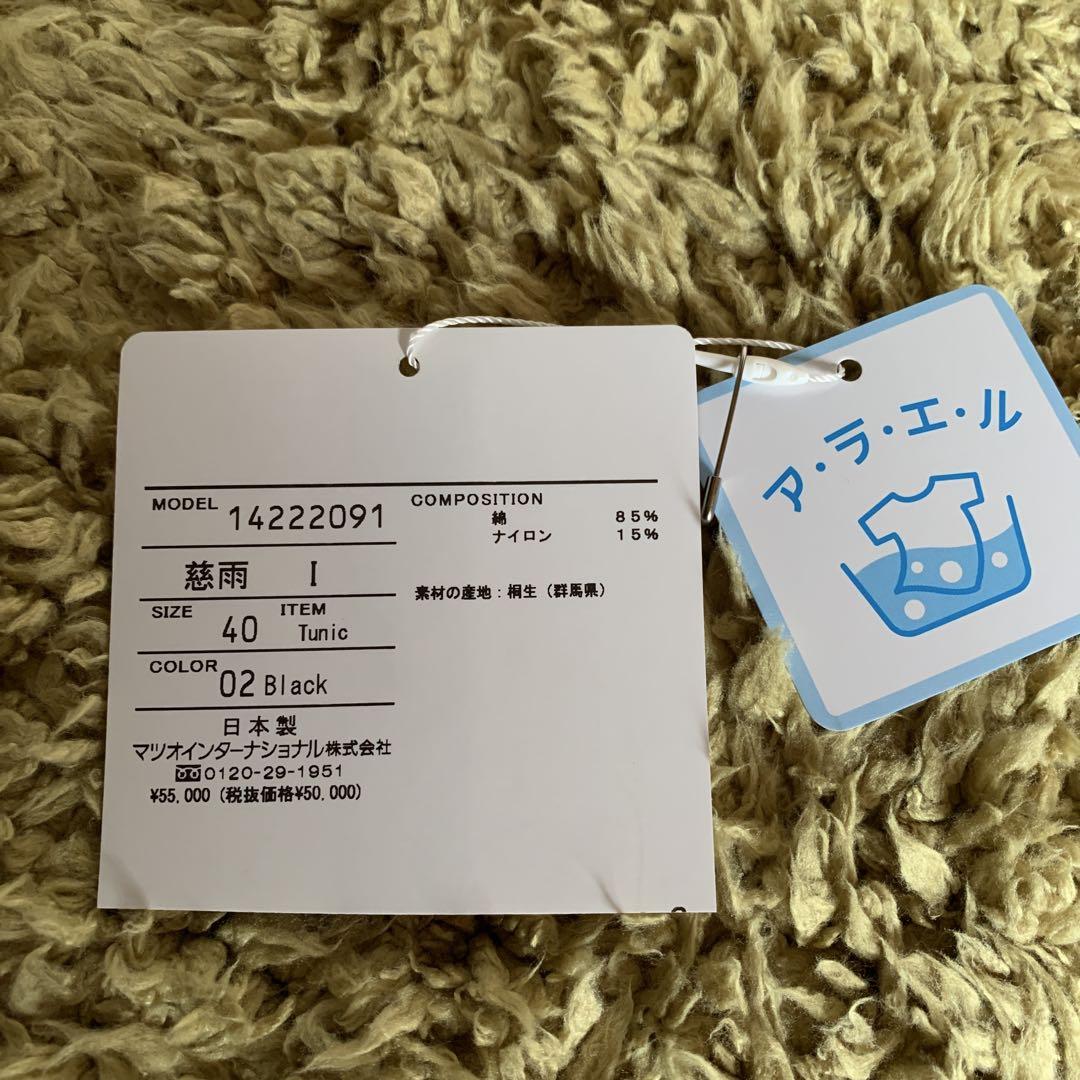 MODEL 14222091
慈雨 I
SIZE 40 ITEM Tunic
COLOR 02 Black
日本製
マツオインターナショナル株式会社
0120-29-1951
¥55,000 (税抜価格¥50,000)
COMPOSITION
綿 85%
ナイロン 15%
素材の産地:桐生(群馬県)
ア・ラ・エ・ル